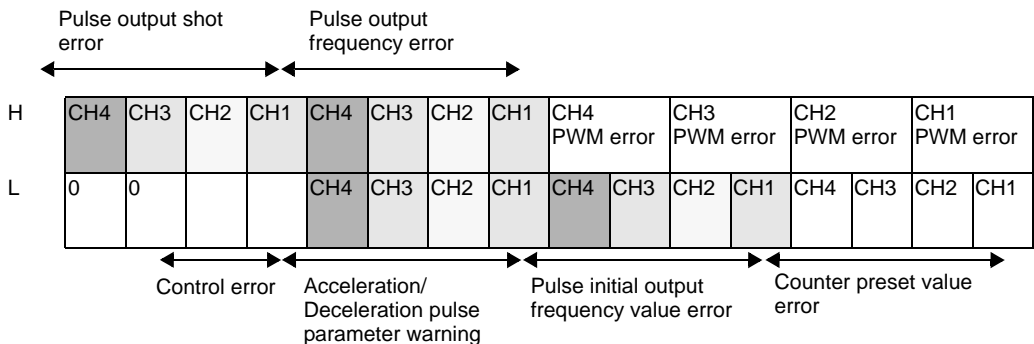 Pulse output shot
error
Pulse output
frequency error
H
CH4 CH3 CH2 CH1 CH4 CH3 CH2 CH1 CH4
PWM error CH3
PWM error CH2
PWM error CH1
PWM error
L
0 0 CH4 CH3 CH2 CH1 CH4 CH3 CH2 CH1 CH4 CH3 CH2 CH1
Control error
Acceleration/
Deceleration pulse
parameter warning
Pulse initial output
frequency value error
Counter preset value
error